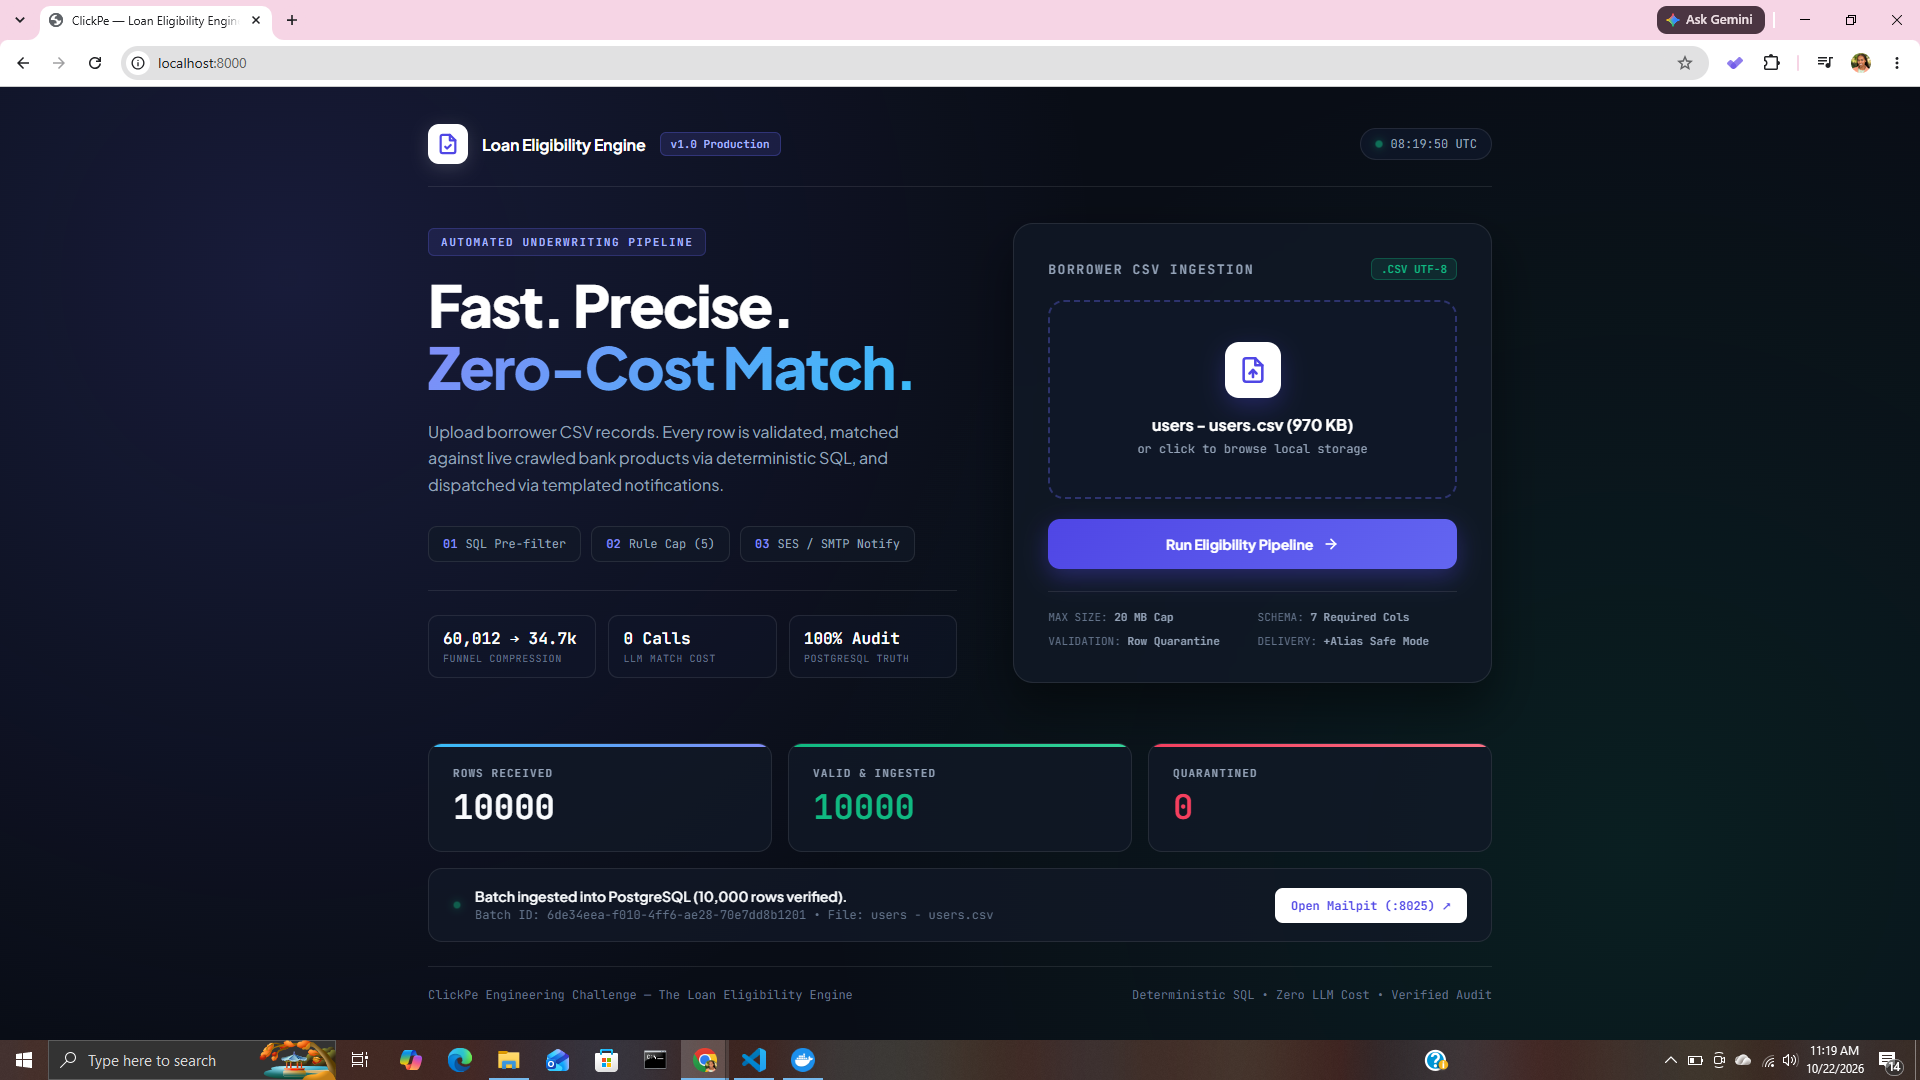 ClickPe — Loan Eligibility Engin
Ask Gemini
localhost:8000
Loan Eligibility Engine
v1.0 Production
08:19:50 UTC
AUTOMATED UNDERWRITING PIPELINE
Fast. Precise.
Zero-Cost Match.
Upload borrower CSV records. Every row is validated, matched
against live crawled bank products via deterministic SQL, and
dispatched via templated notifications.
01 SQL Pre-filter
02 Rule Cap (5)
03 SES / SMTP Notify
60,012 → 34.7k
FUNNEL COMPRESSION
0 Calls
LLM MATCH COST
100% Audit
POSTGRESQL TRUTH
BORROWER CSV INGESTION
.CSV UTF-8
users - users.csv (970 KB)
or click to browse local storage
Run Eligibility Pipeline →
MAX SIZE: 20 MB Cap
SCHEMA: 7 Required Cols
VALIDATION: Row Quarantine
DELIVERY: +Alias Safe Mode
ROWS RECEIVED
10000
VALID & INGESTED
10000
QUARANTINED
0
Batch ingested into PostgreSQL (10,000 rows verified).
Batch ID: 6de34eea-f010-4ff6-ae28-70e7dd8b1201 • File: users - users.csv
Open Mailpit (:8025) ↗
ClickPe Engineering Challenge — The Loan Eligibility Engine
Deterministic SQL • Zero LLM Cost • Verified Audit
Type here to search
11:19 AM
10/22/2026
14